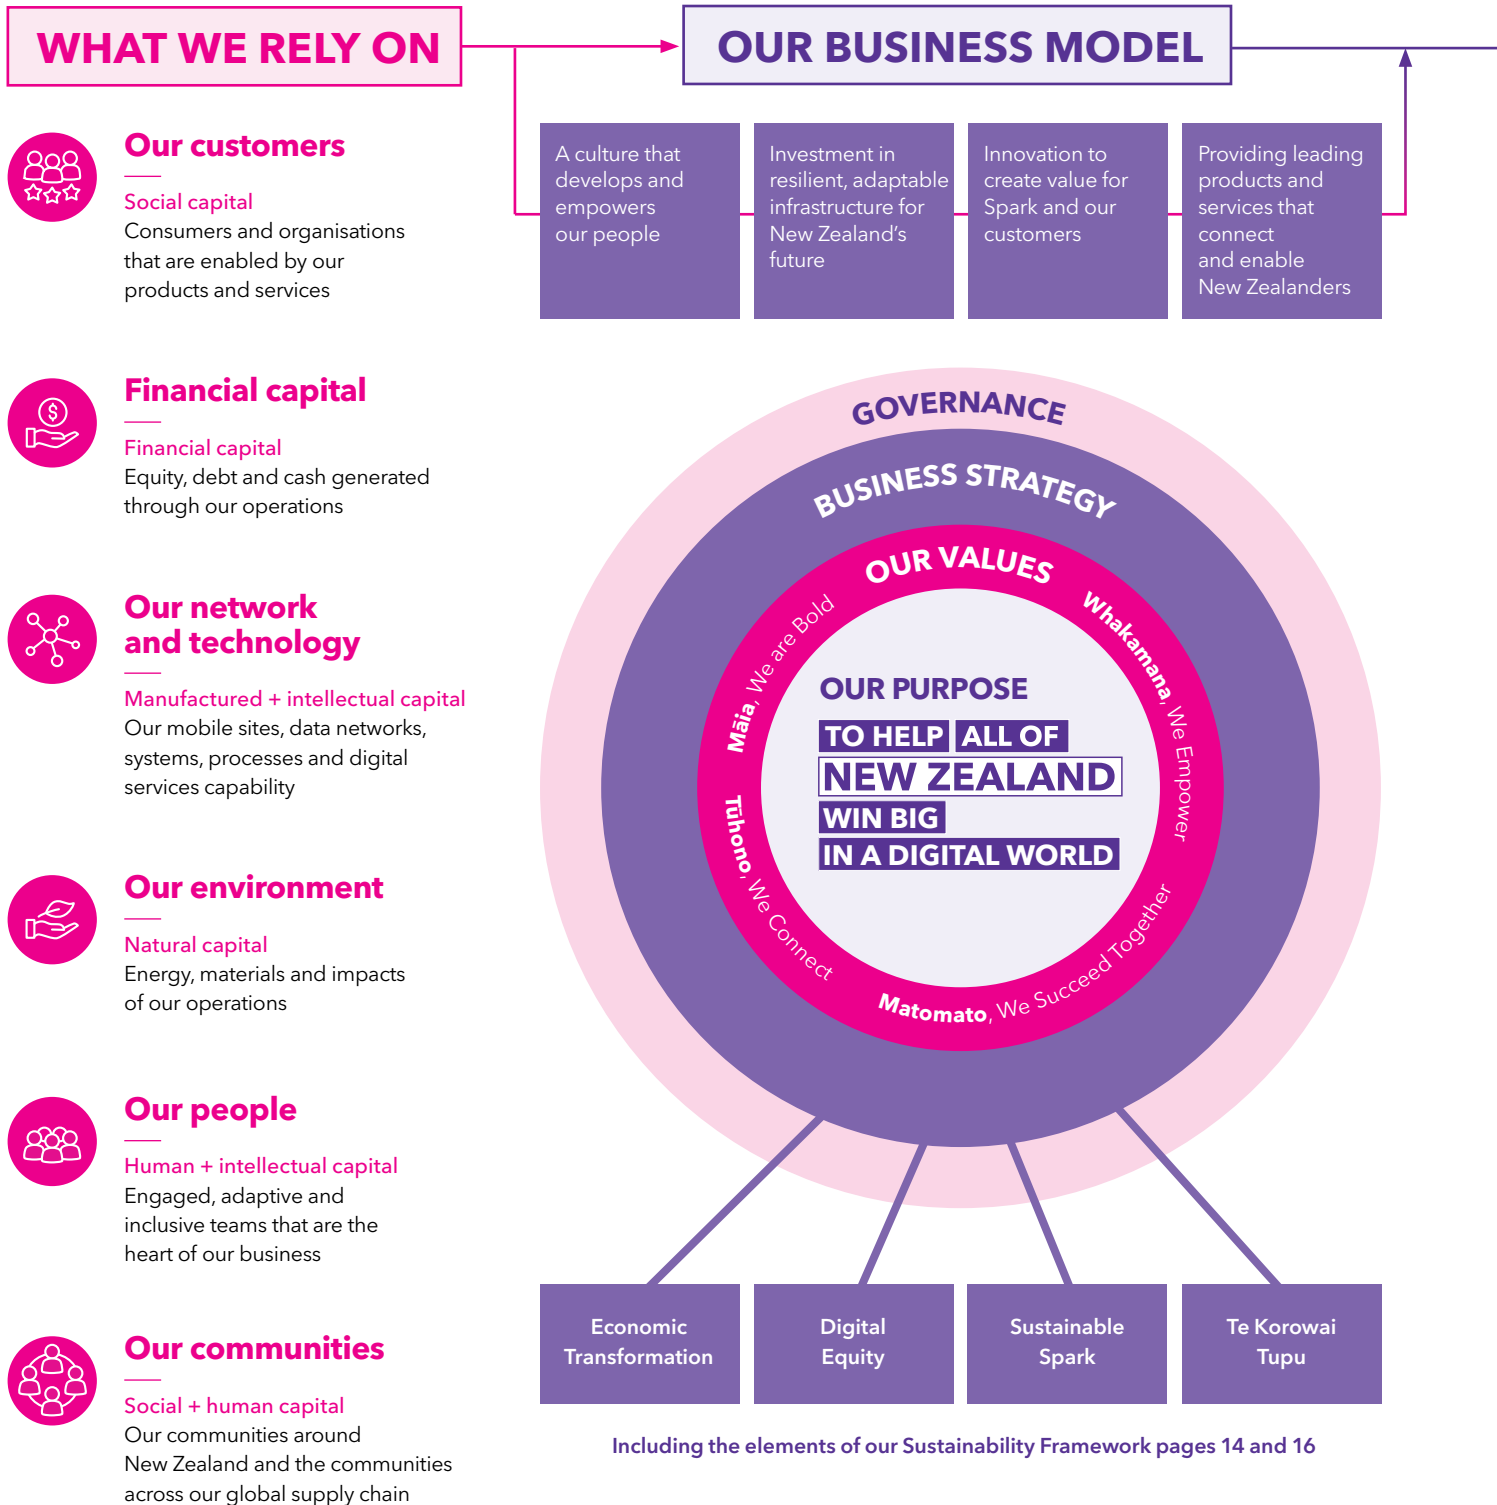 WHAT WE RELY ON
Our customers
Social capital
Consumers and organisations
that are enabled by our
products and services
Financial capital
Financial capital
Equity, debt and cash generated
through our operations
Our network
and technology
Manufactured + intellectual capital
Our mobile sites, data networks,
systems, processes and digital
services capability
Our environment
Natural capital
Energy, materials and impacts
of our operations
Our people
Human + intellectual capital
Engaged, adaptive and
inclusive teams that are the
heart of our business
Our communities
Social + human capital
Our communities around
New Zealand and the communities
across our global supply chain
OUR BUSINESS MODEL
A culture that
develops and
empowers
our people
Investment in
resilient, adaptable
infrastructure for
New Zealand's
future
Innovation to
create value for
Spark and our
customers
Providing leading
products and
services that
connect
and enable
New Zealanders
GOVERNANCE
BUSINESS STRATEGY
OUR VALUES
Māia, We are Bold
Whakamana, We Empower
Tūhono, We Connect
Matomato, We Succeed Together
OUR PURPOSE
TO HELP ALL OF
NEW ZEALAND
WIN BIG
IN A DIGITAL WORLD
Economic
Transformation
Digital
Equity
Sustainable
Spark
Te Korowai
Tupu
Including the elements of our Sustainability Framework pages 14 and 16